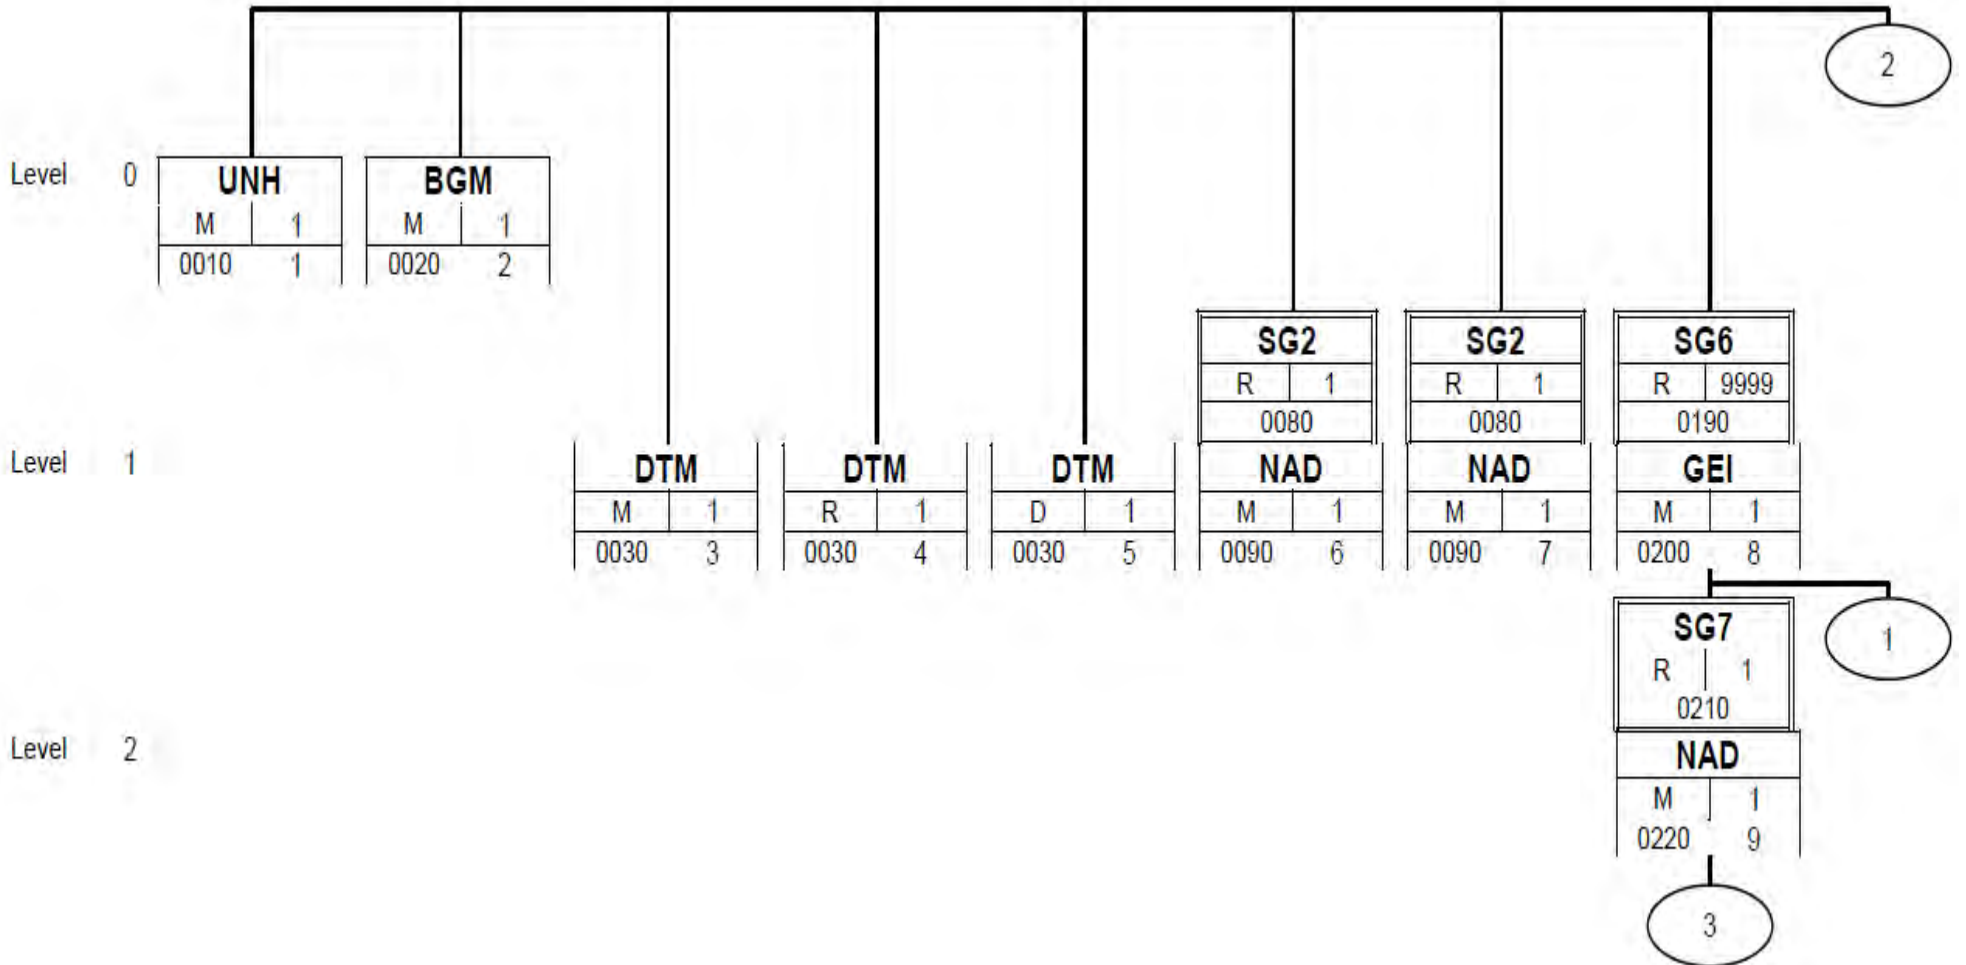 2
Level 0
UNH BGM
M 1 M 1
0010 1 0020 2
SG2 SG2 SG6
R 1 R 1 R 9999
0080 0080 0190
Level 1
DTM DTM DTM NAD NAD GEI
M 1 R 1 D 1 M 1 M 1 M 1
0030 3 0030 4 0030 5 0090 6 0090 7 0200 8
SG7
R 1
0210
1
Level 2
NAD
M 1
0220 9
3